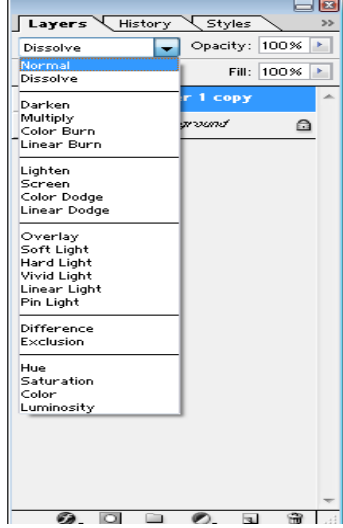 Layers History Styles
Dissolve Opacity: 100%
Normal Fill: 100%
Dissolve
Darken
Multiply
Color Burn
Linear Burn
Lighten
Screen
Color Dodge
Linear Dodge
Overlay
Soft Light
Hard Light
Vivid Light
Linear Light
Pin Light
Difference
Exclusion
Hue
Saturation
Color
Luminosity
1 copy